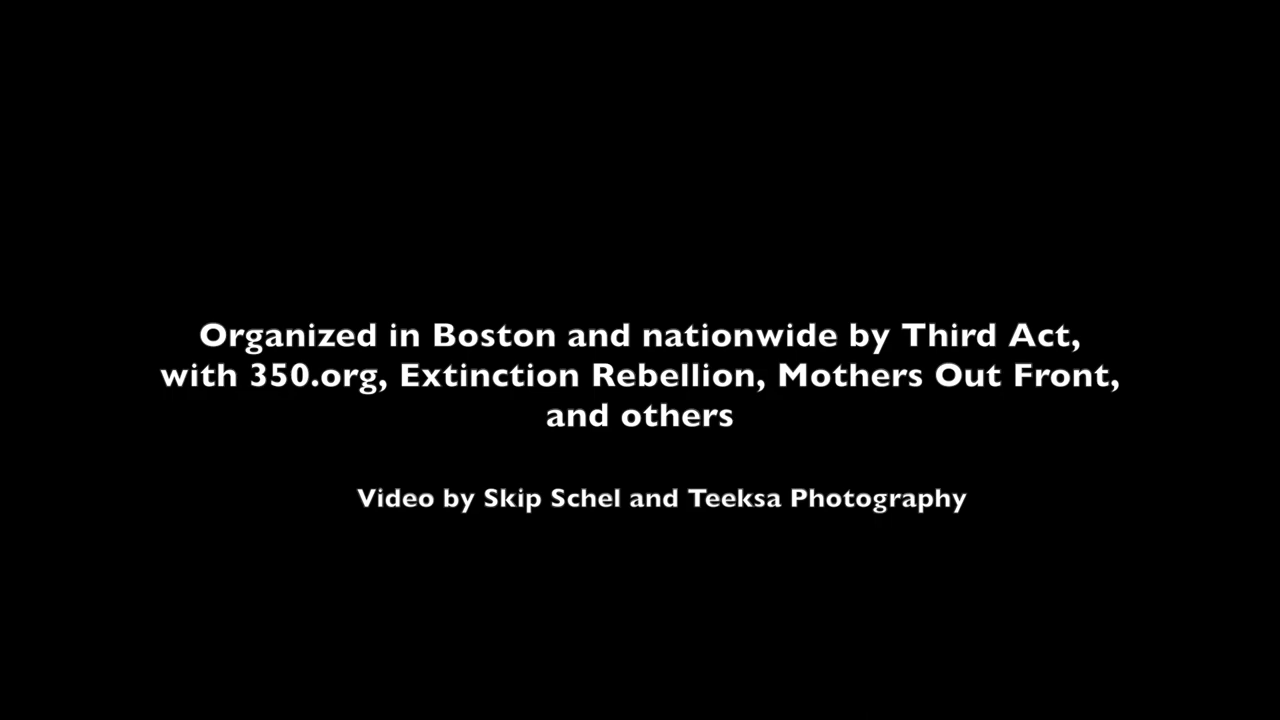 Organized in Boston and nationwide by Third Act,
with 350.org, Extinction Rebellion, Mothers Out Front,
and others
Video by Skip Schel and Teeksa Photography